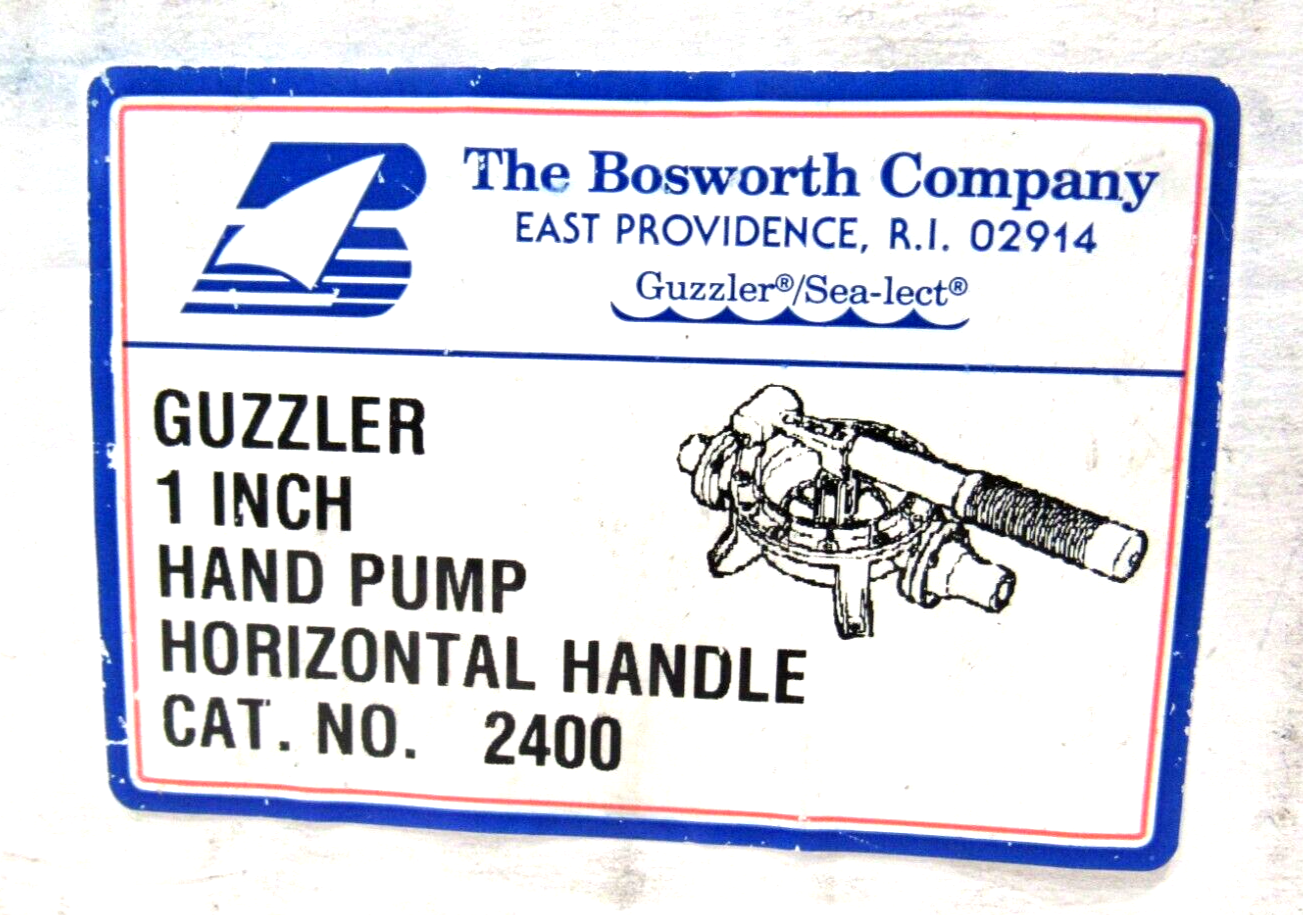 The Bosworth Company
EAST PROVIDENCE, R.I. 02914
Guzzler®/Sea-lect®
GUZZLER
1 INCH
HAND PUMP
HORIZONTAL HANDLE
CAT. NO. 2400